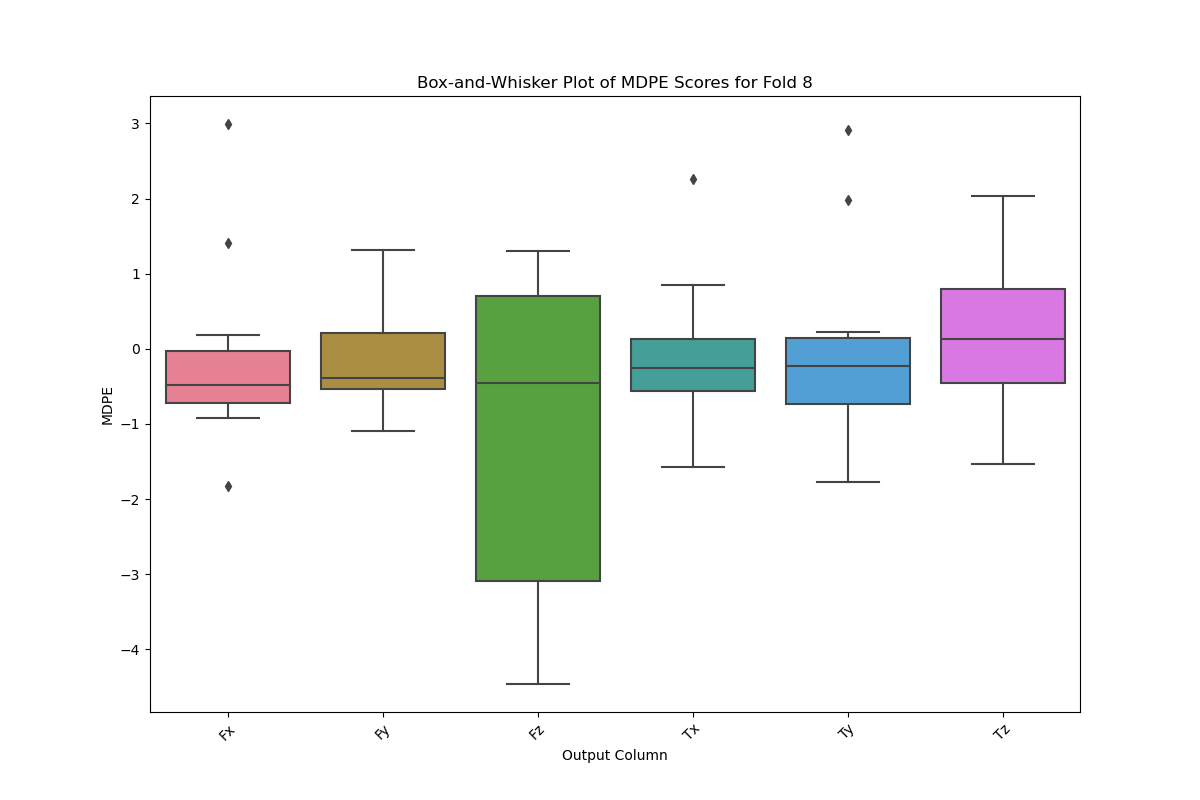 Box-and-Whisker Plot of MDPE Scores for Fold 8
MDPE
3
2
1
0
−1
−2
−3
−4
Fx
Fy
Fz
Tx
Ty
Tz
Output Column